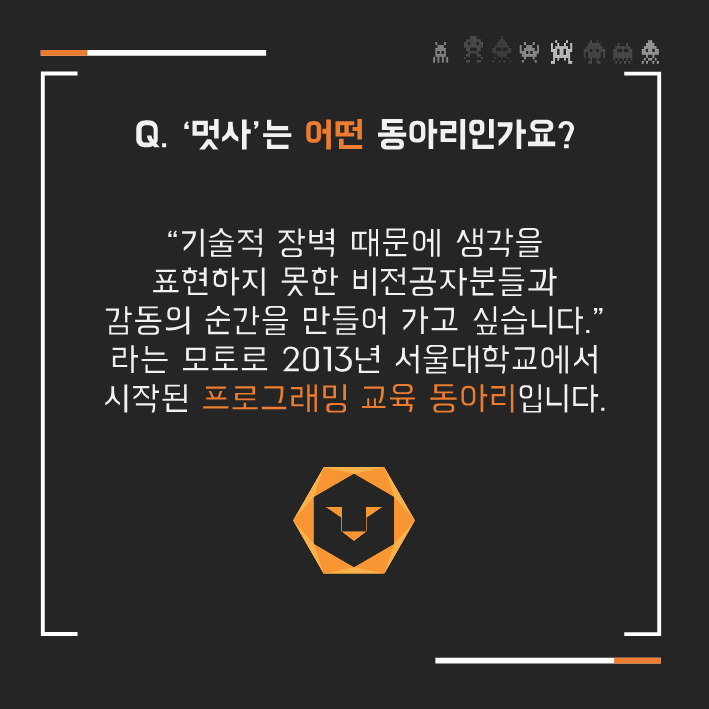 Q. ‘멋사’는 어떤 동아리인가요?
“기술적 장벽 때문에 생각을
표현하지 못한 비전공자분들과
감동의 순간을 만들어 가고 싶습니다.”
라는 모토로 2013년 서울대학교에서
시작된 프로그래밍 교육 동아리입니다.